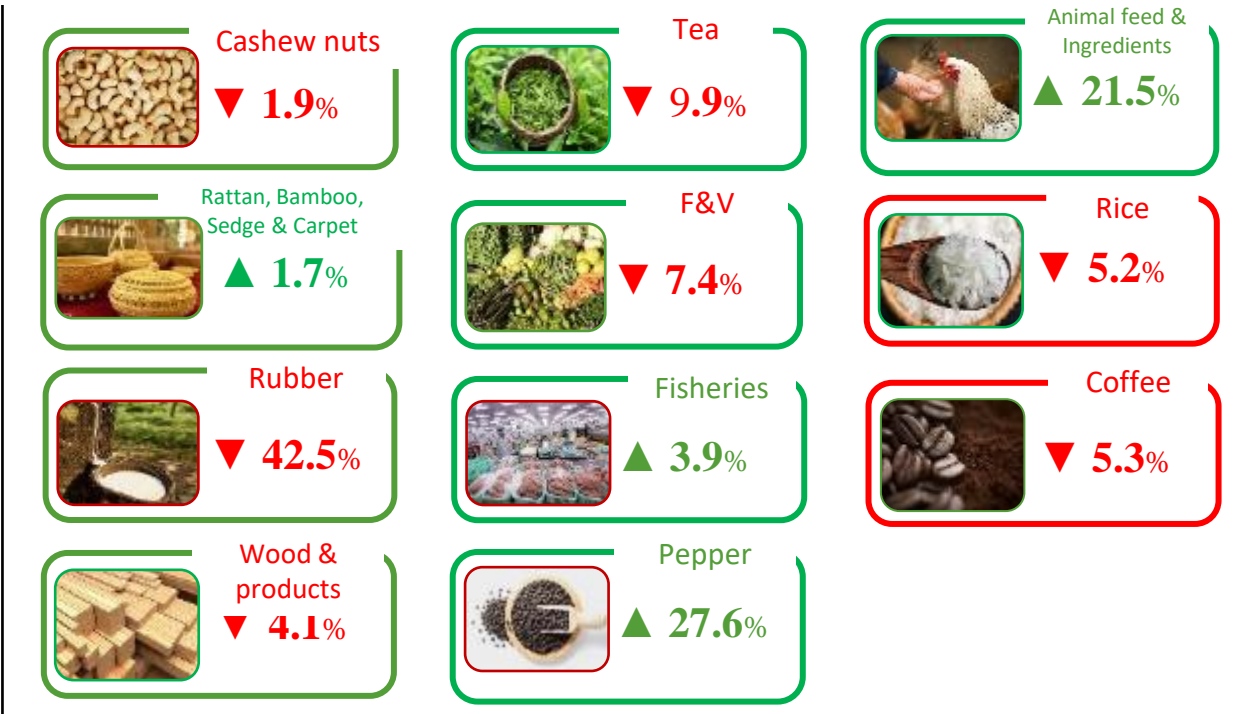 Cashew nuts
▼ 1.9%
Tea
▼ 9.9%
Animal feed &
Ingredients
▲ 21.5%
Rattan, Bamboo,
Sedge & Carpet
▲ 1.7%
F&V
▼ 7.4%
Rice
▼ 5.2%
Rubber
▼ 42.5%
Fisheries
▲ 3.9%
Coffee
▼ 5.3%
Wood &
products
▼ 4.1%
Pepper
▲ 27.6%